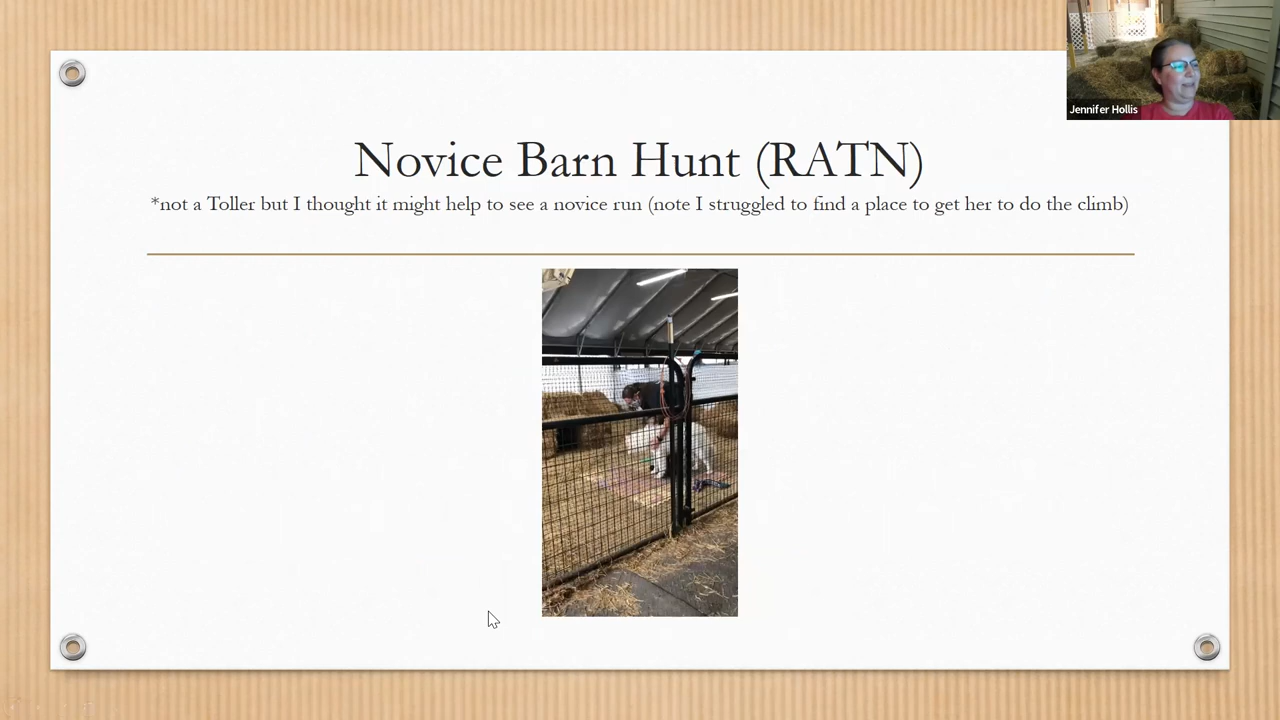 Jennifer Hollis
Novice Barn Hunt (RATN)
*not a Toller but I thought it might help to see a novice run (note I struggled to find a place to get her to do the climb)